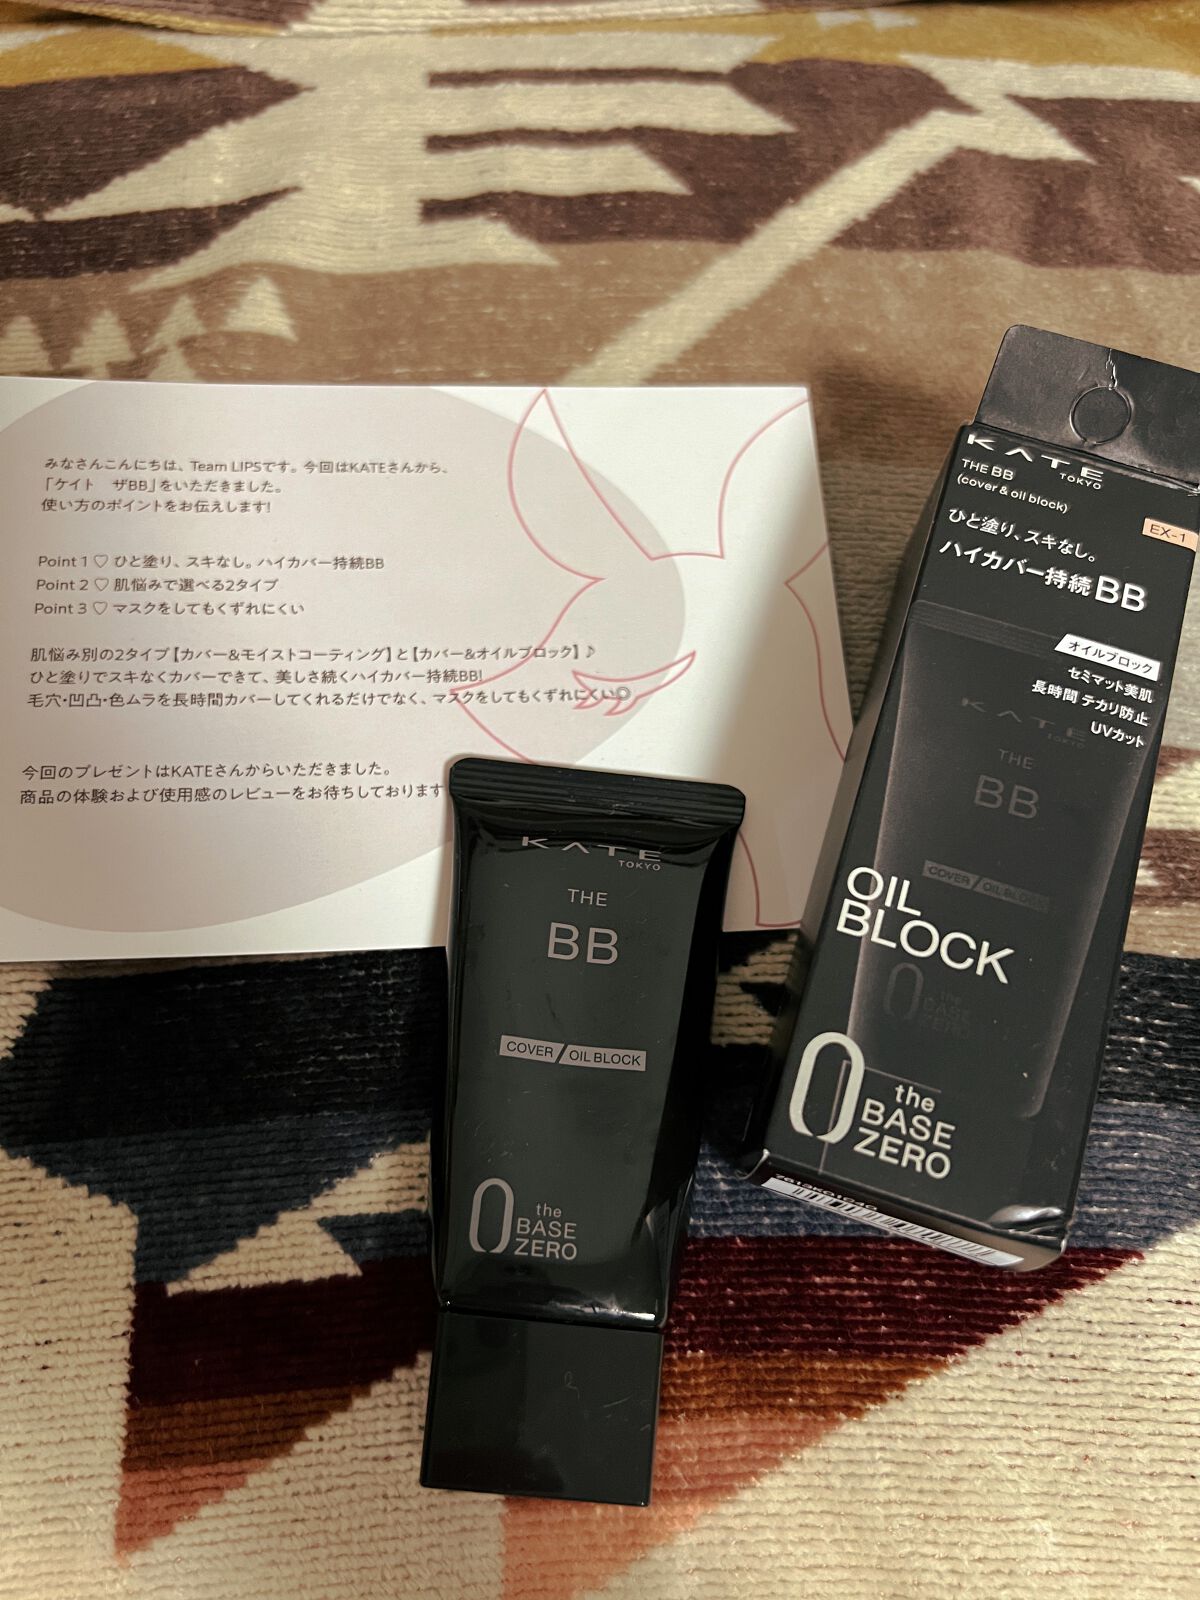 みなさんこんにちは、Team LIPSです。今回はKATEさんから、
「ケイト　ザBB」をいただきました。
使い方のポイントをお伝えします!
Point 1 ♡ ひと塗り、スキなし。ハイカバー持続BB
Point 2 ♡ 肌悩みで選べる2タイプ
Point 3 ♡ マスクをしてもくずれにくい
肌悩み別の2タイプ【カバー&モイストコーティング】と【カバー&オイルブロック】♪
ひと塗りでスキなくカバーできて、美しさ続くハイカバー持続BB!
毛穴・凹凸・色ムラを長時間カバーしてくれるだけでなく、マスクをしてもくずれにくい◎
今回のプレゼントはKATEさんからいただきました。
商品の体験および使用感のレビューをお待ちしております
KATE
TOKYO
THE
BB
COVER / OIL BLOCK
0 the
BASE
ZERO
KATE
TOKYO
THE BB
(cover & oil block)
EX-1
ひと塗り、スキなし。
ハイカバー持続BB
オイルブロック
セミマット美肌
長時間 テカリ防止
UVカット
KATE
TOKYO
THE
BB
COVER / OIL BLOCK
OIL
BLOCK
0 the
BASE
ZERO
0 the
BASE
ZERO